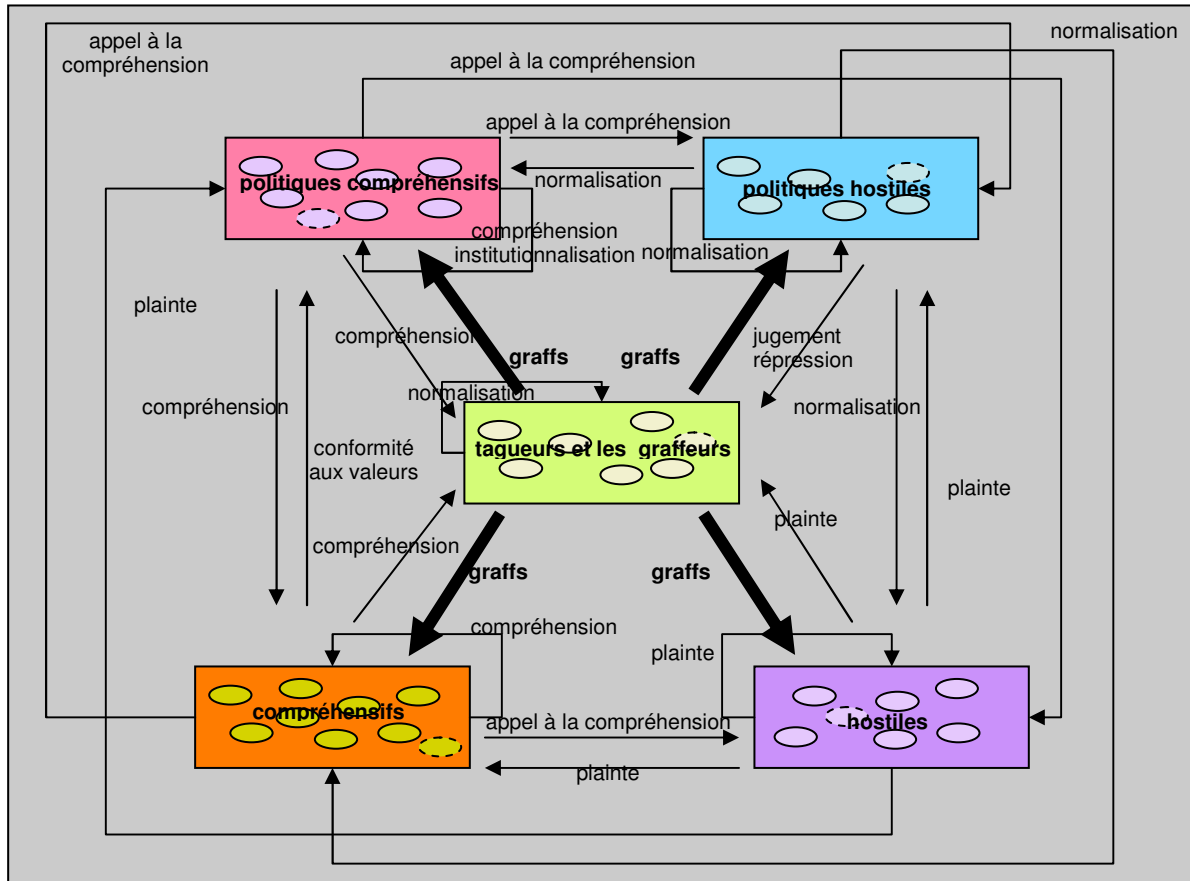 appel à la
compréhension
normalisation
appel à la compréhension
appel à la compréhension
normalisation
politiques compréhensifs
politiques hostiles
compréhension
institutionnalisation
normalisation
plainte
compréhension
graffs
graffs
jugement
répression
normalisation
compréhension
normalisation
conformité
aux valeurs
tagueurs et les graffeurs
plainte
plainte
compréhension
graffs
graffs
compréhension
plainte
compréhensifs
appel à la compréhension
hostiles
plainte